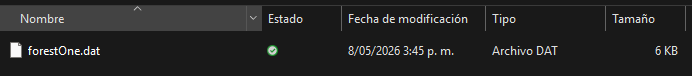 Nombre Estado Fecha de modificación Tipo Tamaño
forestOne.dat 8/05/2026 3:45 p. m. Archivo DAT 6 KB